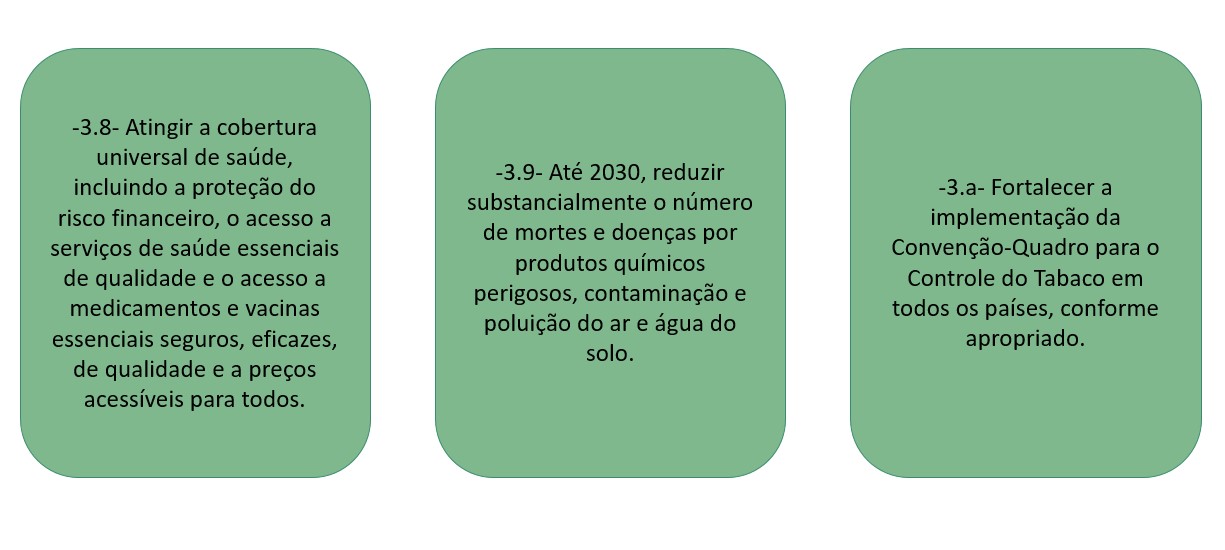 -3.8- Atingir a cobertura
universal de saúde,
incluindo a proteção do
risco financeiro, o acesso a
serviços de saúde essenciais
de qualidade e o acesso a
medicamentos e vacinas
essenciais seguros, eficazes,
de qualidade e a preços
acessíveis para todos.
-3.9- Até 2030, reduzir
substancialmente o número
de mortes e doenças por
produtos químicos
perigosos, contaminação e
poluição do ar e água do
solo.
-3.a- Fortalecer a
implementação da
Convenção-Quadro para o
Controle do Tabaco em
todos os países, conforme
apropriado.